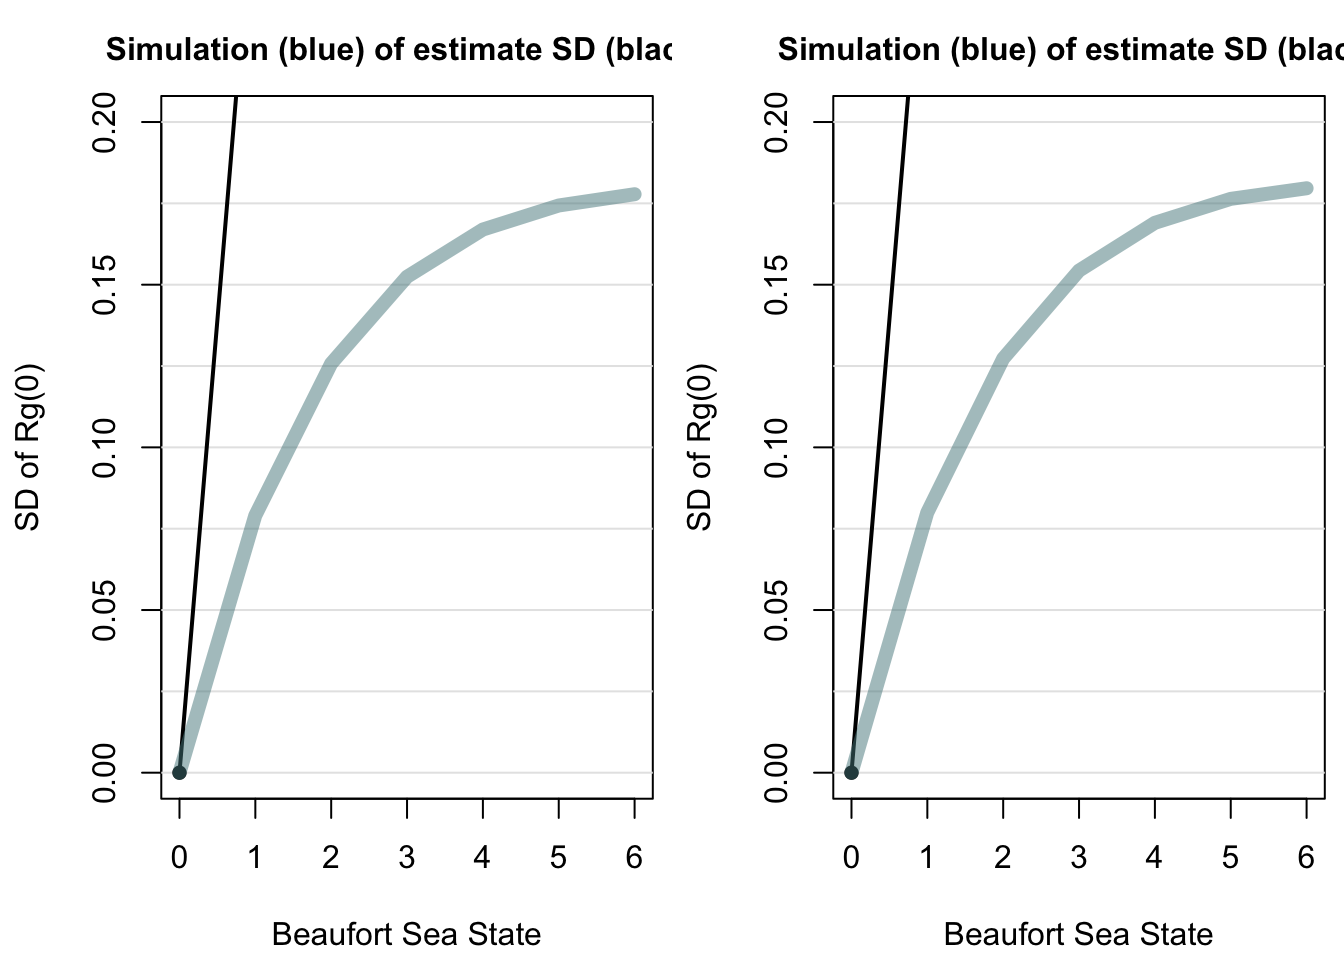 Simulation (blue) of estimate SD (blac
SD of Rg(0)
0.20
0.15
0.10
0.05
0.00
0 1 2 3 4 5 6
Beaufort Sea State
Simulation (blue) of estimate SD (blac
SD of Rg(0)
0.20
0.15
0.10
0.05
0.00
0 1 2 3 4 5 6
Beaufort Sea State